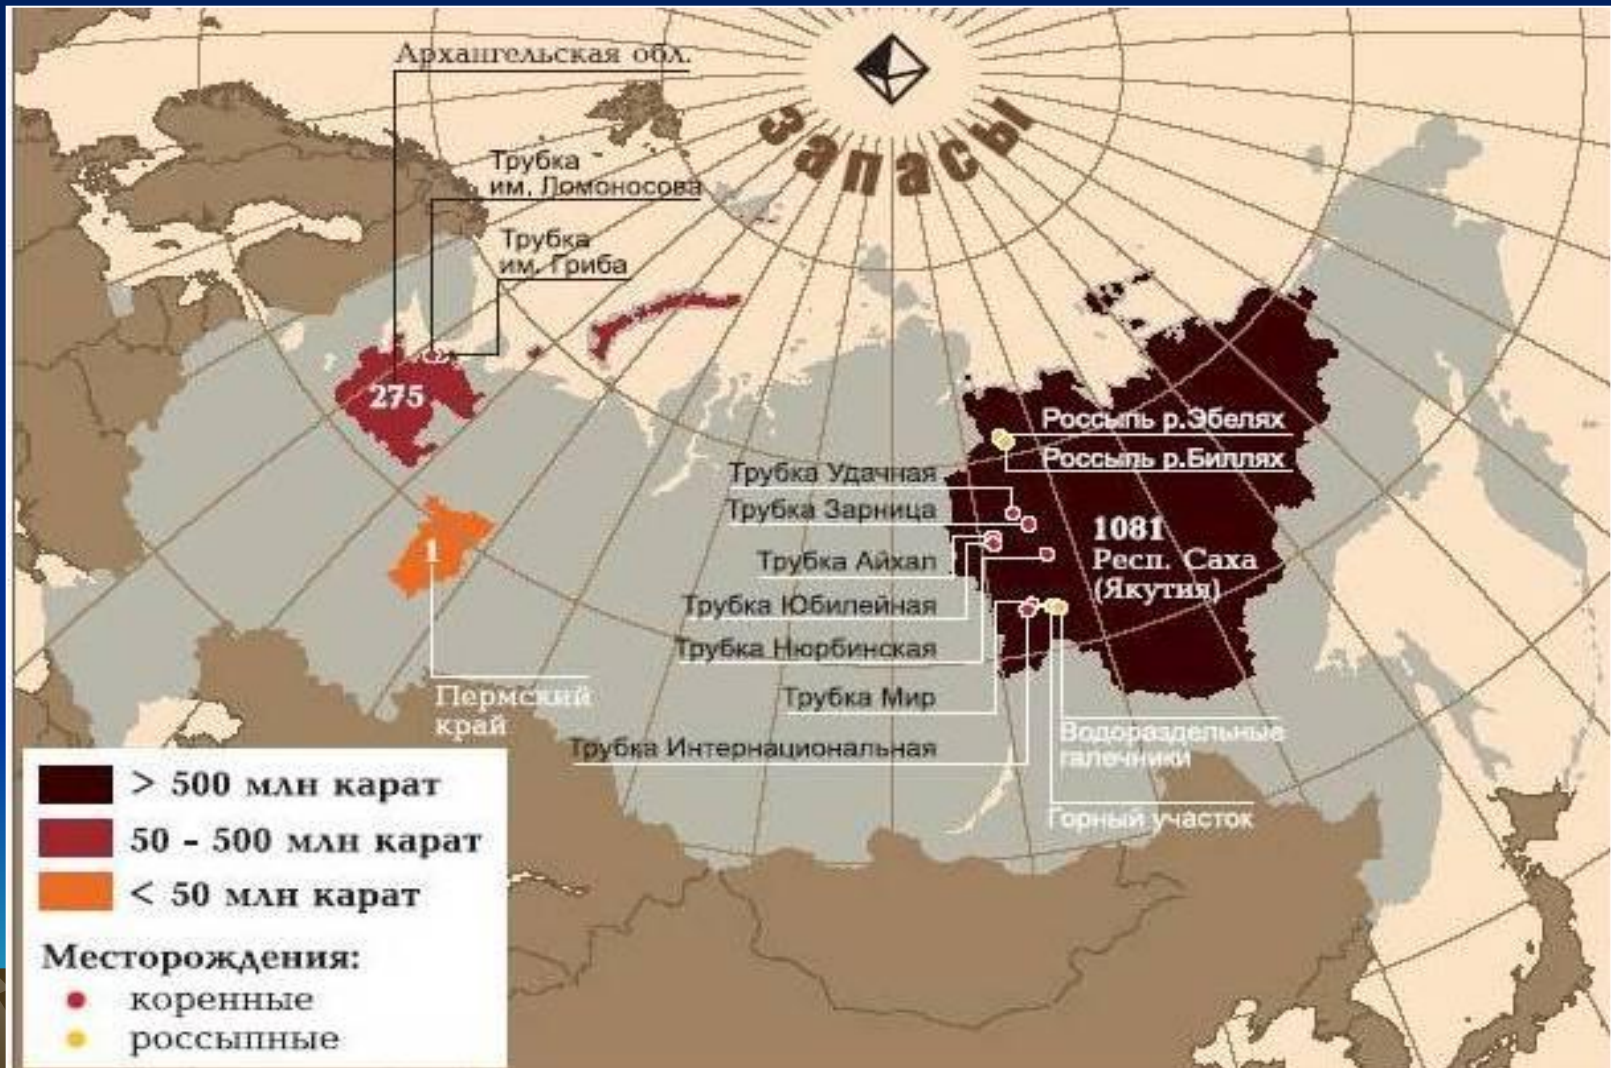 Архангельская обл.
Запасы
Трубка
им. Ломоносова
Трубка
им. Гриба
275
1
Пермский
край
Россыпь р.Эбелях
Россыпь р.Биллях
Трубка Удачная
Трубка Зарница
Трубка Айхал
Трубка Юбилейная
Трубка Нюрбинская
Трубка Мир
Трубка Интернациональная
1081
Респ. Саха
(Якутия)
Водораздельные
галечники
Горный участок
> 500 млн карат
50 - 500 млн карат
< 50 млн карат
Месторождения:
коренные
россыпные